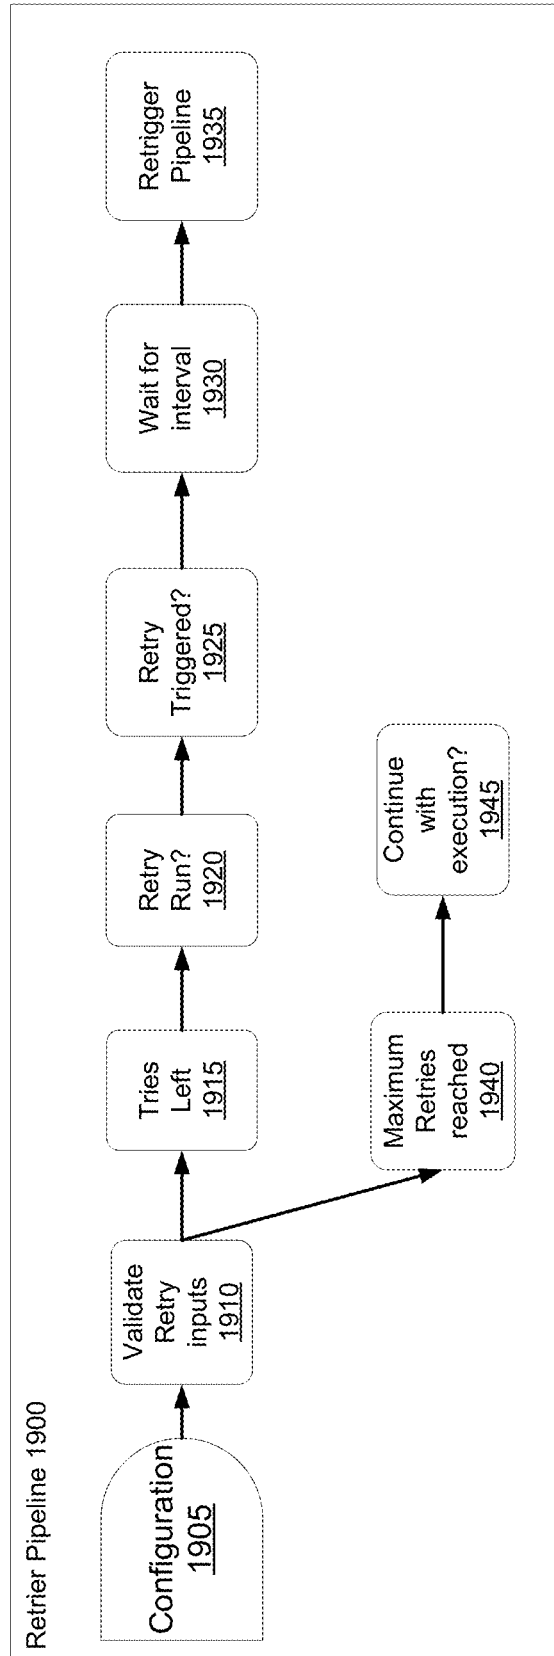 Retrier Pipeline 1900
Configuration
1905
Validate
Retry
inputs
1910
Tries
Left
1915
Retry
Run?
1920
Retry
Triggered?
1925
Wait for
interval
1930
Retrigger
Pipeline
1935
Maximum
Retries
reached
1940
Continue
with
execution?
1945